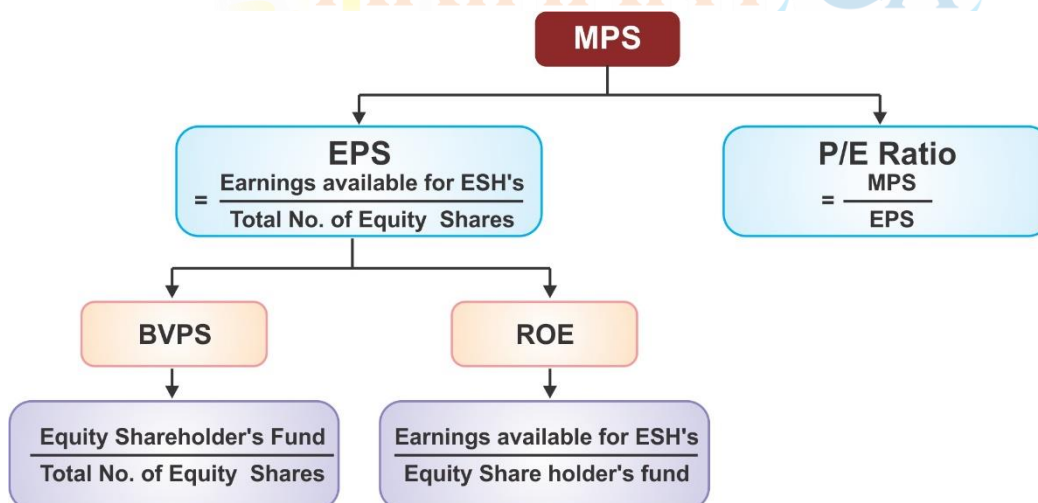 MPS
EPS
= Earnings available for ESH's
Total No. of Equity Shares
P/E Ratio
= MPS
EPS
BVPS
ROE
Equity Shareholder's Fund
Total No. of Equity Shares
Earnings available for ESH's
Equity Share holder's fund